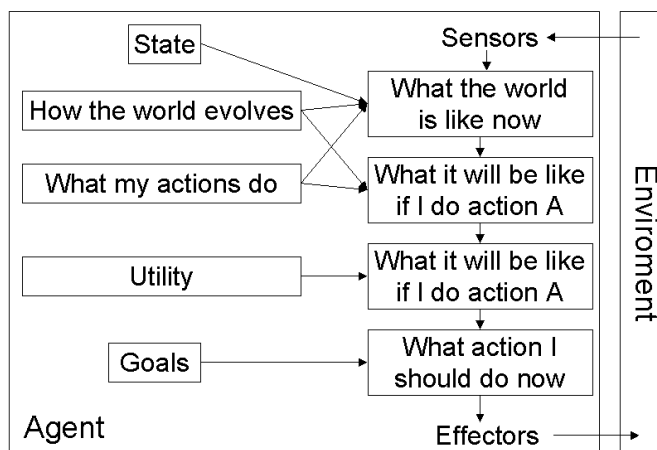 State
Sensors
How the world evolves
What the world
is like now
What my actions do
What it will be like
if I do action A
Utility
What it will be like
if I do action A
Goals
What action I
should do now
Agent
Effectors
Enviroment